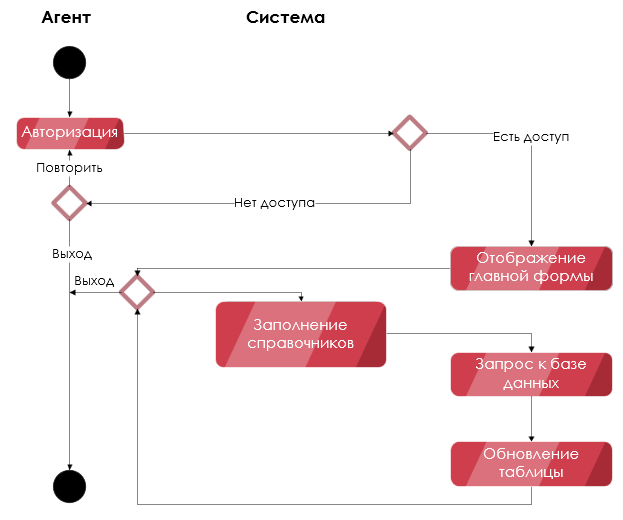 Агент
Система
Авторизация
Есть доступ
Повторить
Нет доступа
Выход
Отображение
главной формы
Выход
Заполнение
справочников
Запрос к базе
данных
Обновление
таблицы